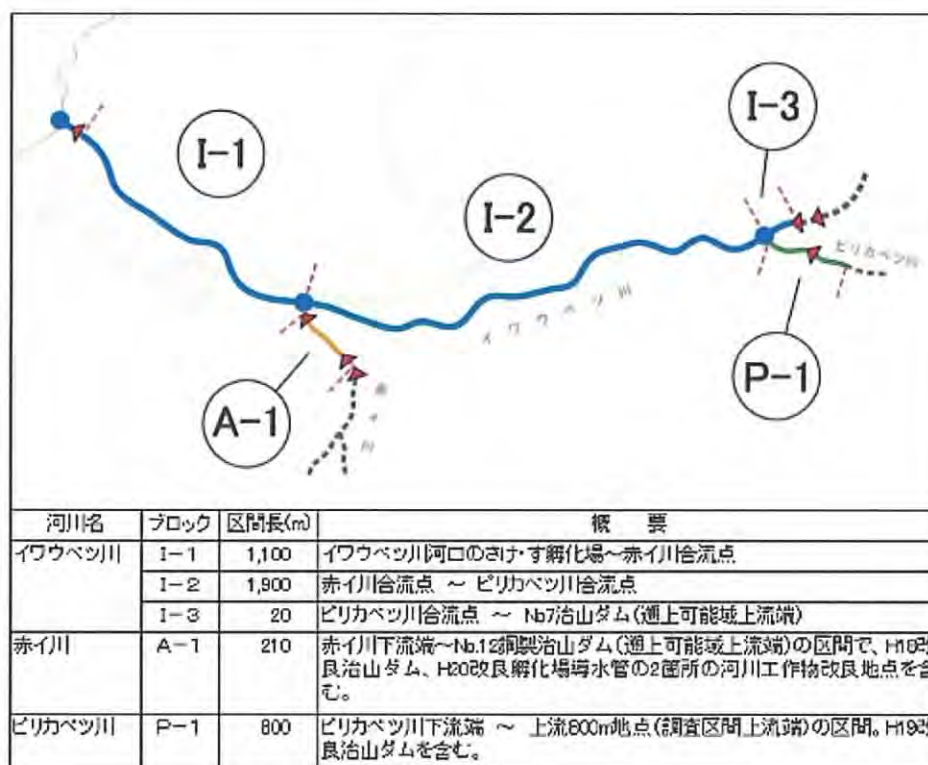 I-1
I-2
I-3
イワウベツ川
ピリカベツ川
P-1
A-1
赤イ川
河川名 ブロック 区間長(m) 概 要
イワウベツ川 I-1 1,100 イワウベツ川河口のさけ・ます孵化場～赤イ川合流点
I-2 1,900 赤イ川合流点 ～ ピリカベツ川合流点
I-3 20 ピリカベツ川合流点 ～ No7治山ダム(遡上可能域上流端)
赤イ川 A-1 210 赤イ川下流端～No.12鋼製治山ダム(遡上可能域上流端)の区間で、H18改
良治山ダム、H20改良孵化場導水管の2箇所の河川工作物改良地点を含
む。
ピリカベツ川 P-1 800 ピリカベツ川下流端 ～ 上流800m地点(調査区間上流端)の区間。H19改
良治山ダムを含む。